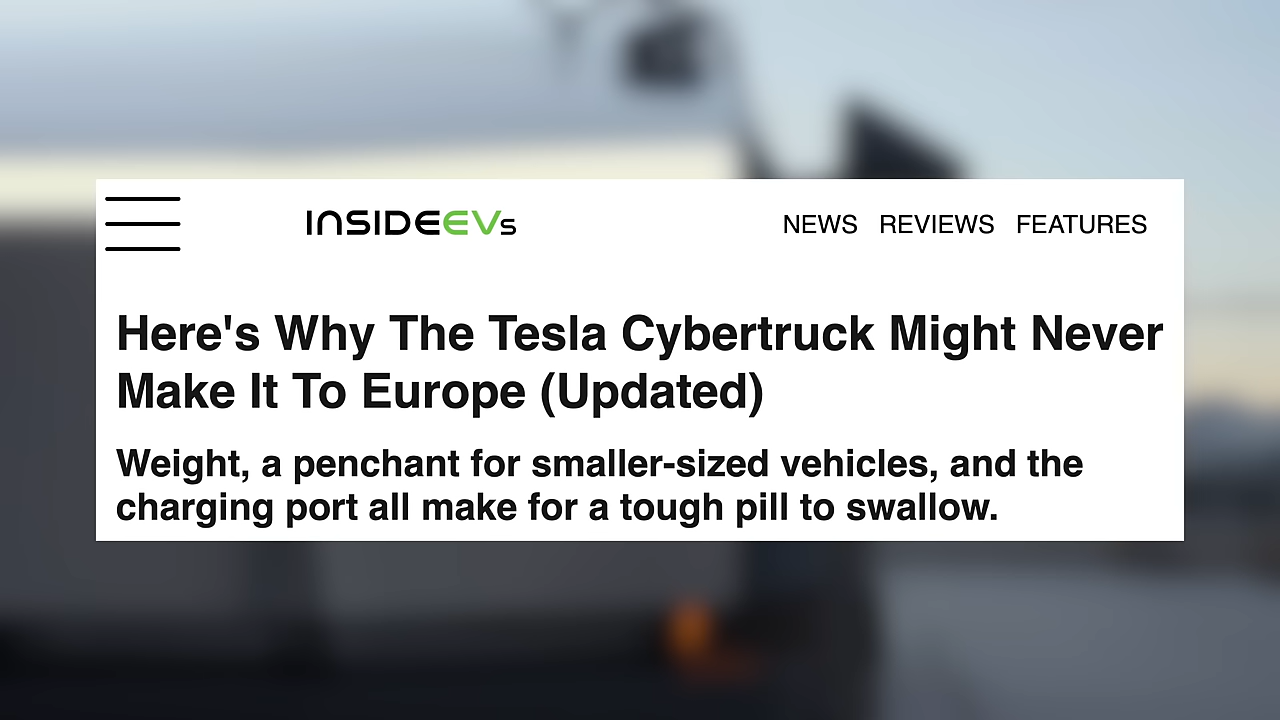 INSIDEEVs
NEWS REVIEWS FEATURES
Here's Why The Tesla Cybertruck Might Never
Make It To Europe (Updated)
Weight, a penchant for smaller-sized vehicles, and the
charging port all make for a tough pill to swallow.